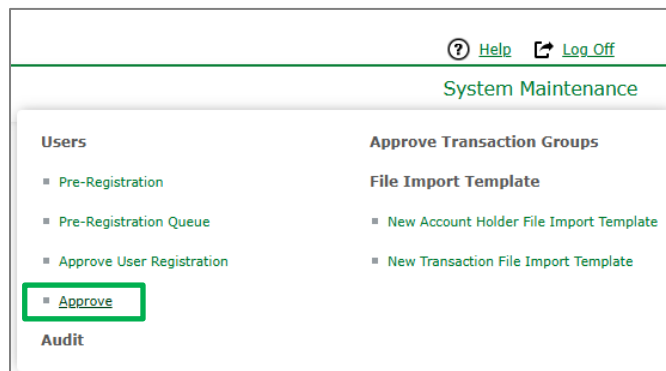 Help Log Off
System Maintenance
Users
Pre-Registration
Pre-Registration Queue
Approve User Registration
Approve
Audit
Approve Transaction Groups
File Import Template
New Account Holder File Import Template
New Transaction File Import Template